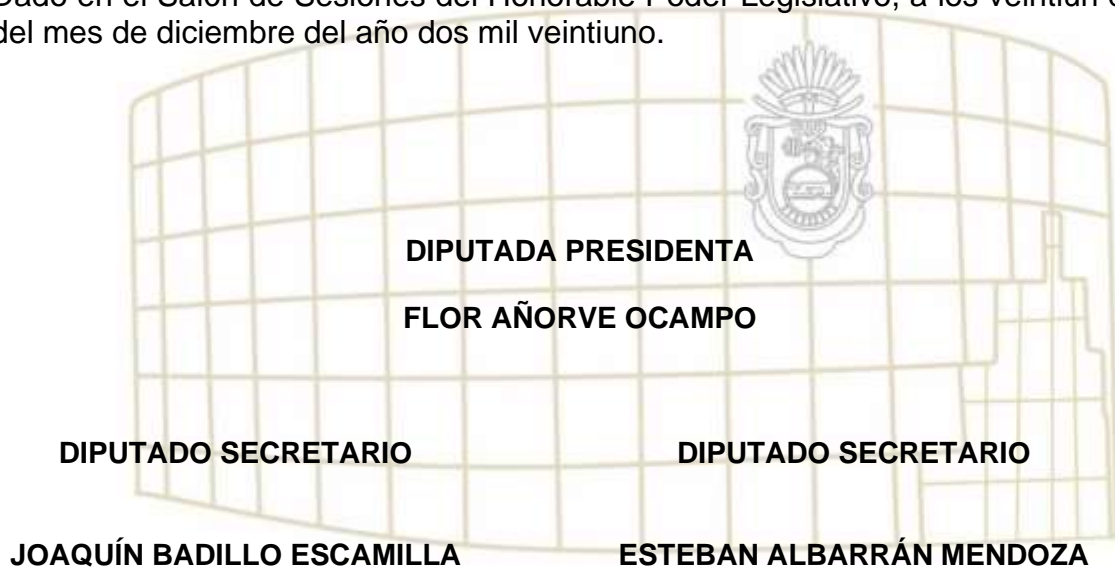 Dado en el Salón de Sesiones del Honorable Poder Legislativo, a los veintiún
del mes de diciembre del año dos mil veintiuno.
DIPUTADA PRESIDENTA
FLOR AÑORVE OCAMPO
DIPUTADO SECRETARIO DIPUTADO SECRETARIO
JOAQUÍN BADILLO ESCAMILLA ESTEBAN ALBARRÁN MENDOZA